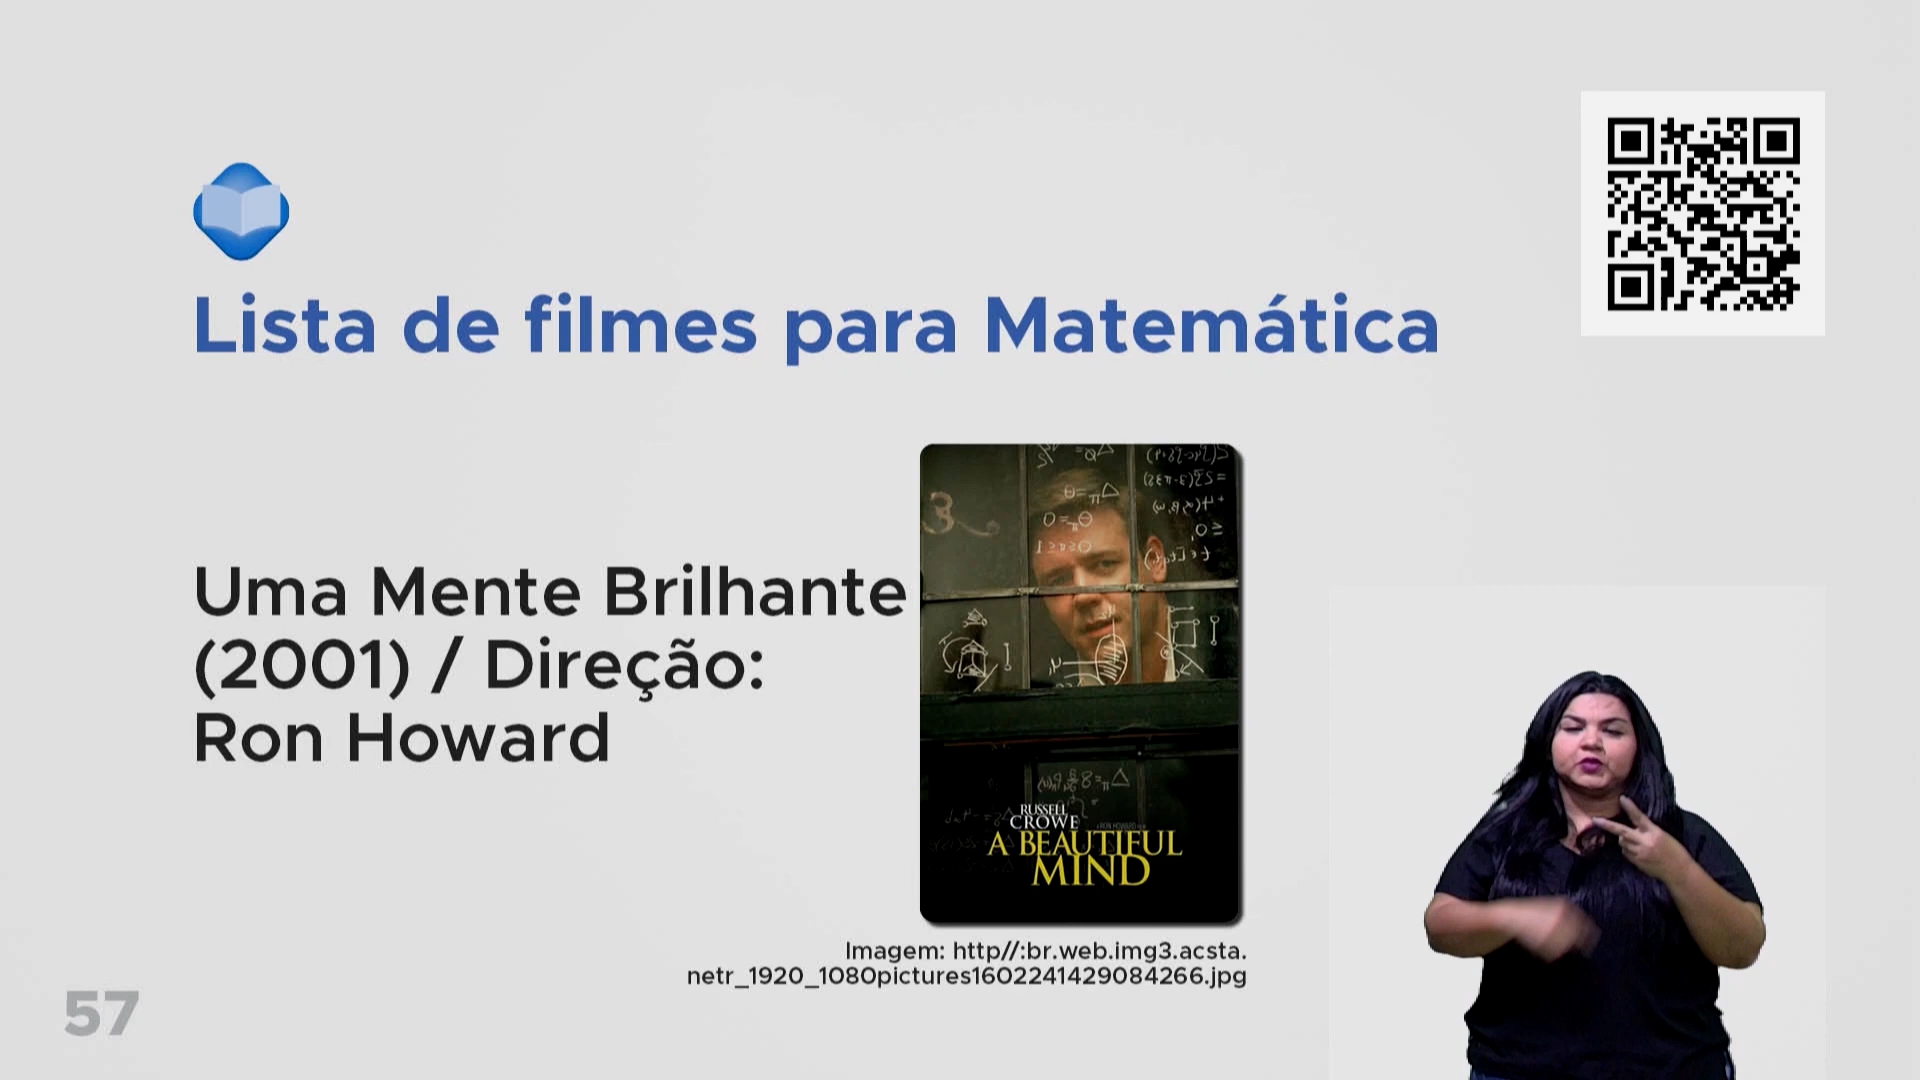 Lista de filmes para Matemática
Uma Mente Brilhante
(2001) / Direção:
Ron Howard
RUSSELL
CROWE
A BEAUTIFUL
MIND
Imagem: http//:br.web.img3.acsta.
netr_1920_1080pictures1602241429084266.jpg
57